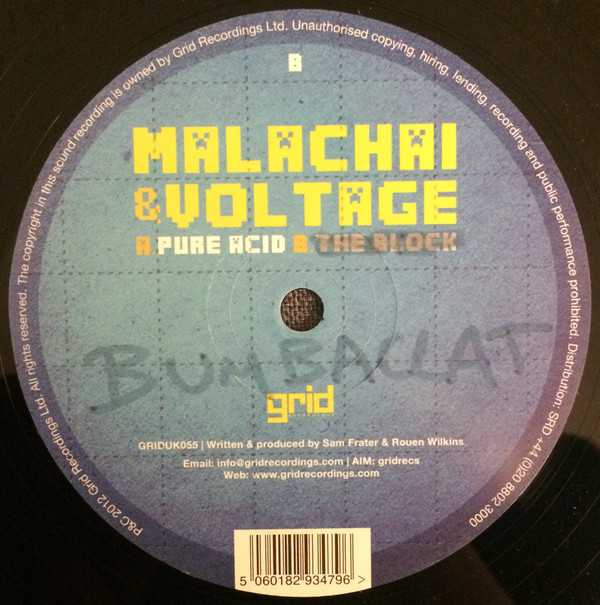 P&C 2012 Grid Recordings Ltd. All rights reserved. The copyright in this sound recording is owned by Grid Recordings Ltd. Unauthorised copying, hiring, lending, recording and public performance prohibited. Distribution: SRD +44 (0)20 8802 3000
B
MALACHAI
&VOLTAGE
A PURE ACID B THE BLOCK
BUMBACLAT
grid
GRIDUK055 | Written & produced by Sam Frater & Rouen Wilkins
Email: info@gridrecordings.com | AIM: gridrecs
Web: www.gridrecordings.com
5 060182 934796 >